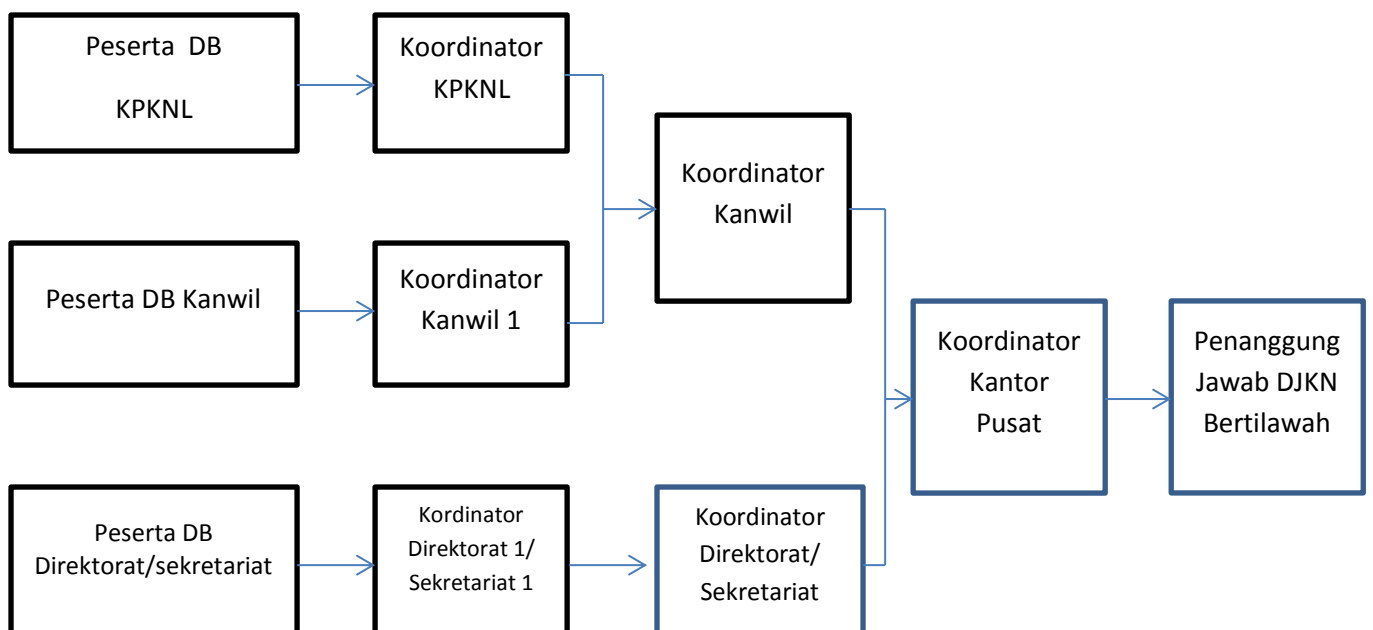 Peserta DB
KPKNL
Koordinator
KPKNL
Koordinator
Kanwil
Peserta DB Kanwil
Koordinator
Kanwil 1
Koordinator
Kantor
Pusat
Penanggung
Jawab DJKN
Bertilawah
Peserta DB
Direktorat/sekretariat
Kordinator
Direktorat 1/
Sekretariat 1
Koordinator
Direktorat/
Sekretariat